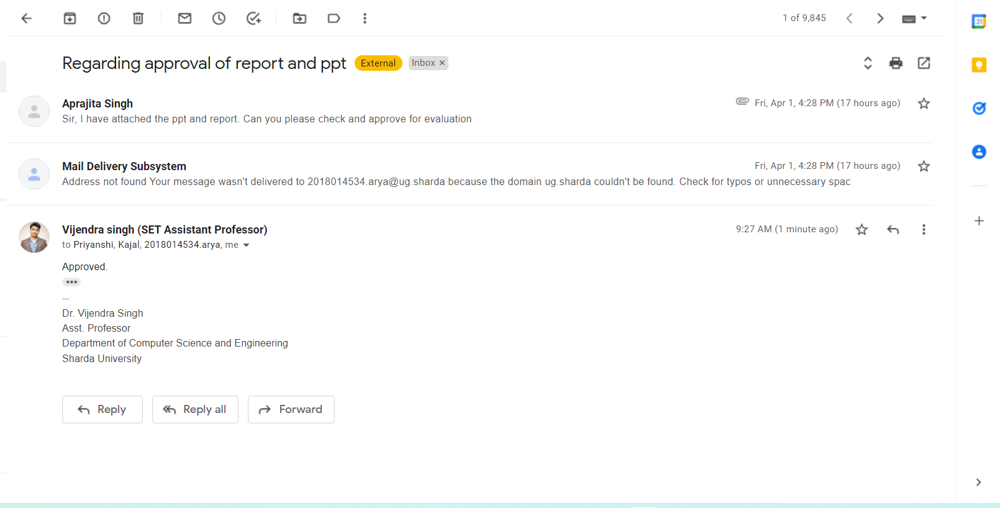 1 of 9,845
31
Regarding approval of report and ppt External Inbox ×
Aprajita Singh Fri, Apr 1, 4:28 PM (17 hours ago)
Sir, I have attached the ppt and report. Can you please check and approve for evaluation
Mail Delivery Subsystem Fri, Apr 1, 4:28 PM (17 hours ago)
Address not found Your message wasn't delivered to 2018014534.arya@ug.sharda because the domain ug.sharda couldn't be found. Check for typos or unnecessary spac
Vijendra singh (SET Assistant Professor) 9:27 AM (1 minute ago)
to Priyanshi, Kajal, 2018014534.arya, me
Approved.
--
Dr. Vijendra Singh
Asst. Professor
Department of Computer Science and Engineering
Sharda University
Reply Reply all Forward